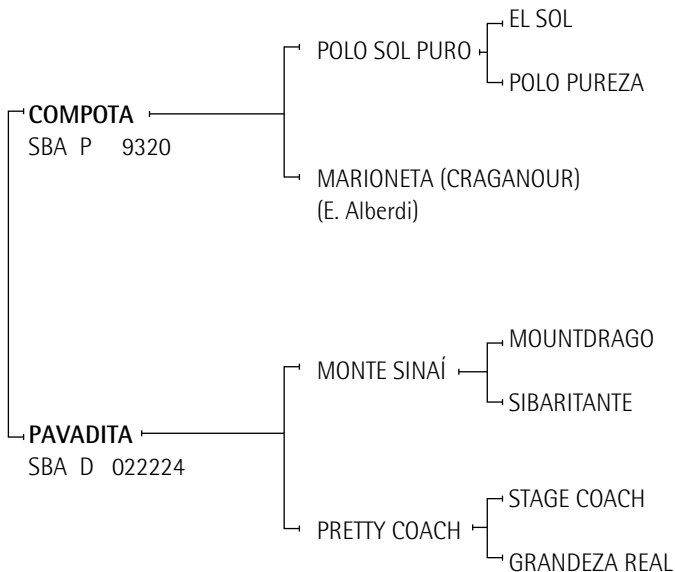 EL SOL
POLO SOL PURO
POLO PUREZA
COMPOTA
SBA P 9320
MARIONETA (CRAGANOUR)
(E. Alberdi)
MOUNTDRAGO
MONTE SINAÍ
SIBARITANTE
PAVADITA
SBA D 022224
STAGE COACH
PRETTY COACH
GRANDEZA REAL